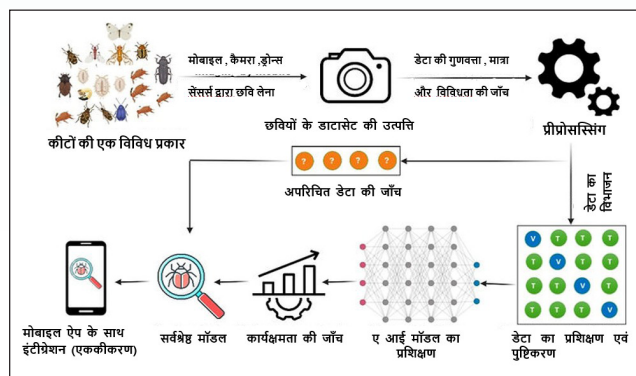 मोबाइल , कैमरा ,ड्रोन्स
सेंसर्स द्वारा छवि लेना
डेटा की गुणवत्ता, मात्रा
और विविधता की जाँच
कीटों की एक विविध प्रकार
छवियों के डाटासेट की उत्पत्ति
प्रीप्रोसस्सिंग
? ? ? ?
अपरिचित डेटा की जाँच
डेटा का
विभाजन
V T T T
T V T T
T T V T
T T T V
मोबाइल ऐप के साथ
इंटीग्रेशन (एककीकरण)
सर्वश्रेष्ठ मॉडल
कार्यक्षमता की जाँच
ए आई मॉडल का
प्रशिक्षण
डेटा का प्रशिक्षण एवं
पुष्टिकरण